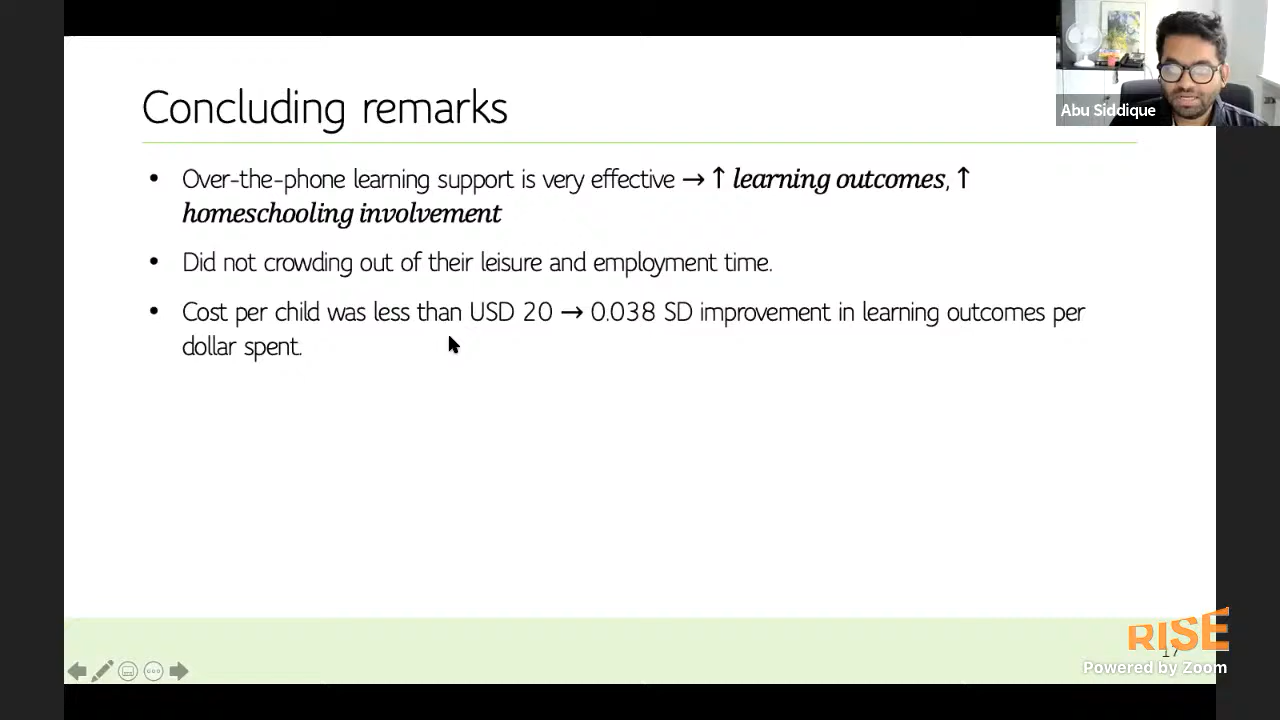 Concluding remarks
Abu Siddique
• Over-the-phone learning support is very effective → ↑ learning outcomes, ↑
homeschooling involvement
• Did not crowding out of their leisure and employment time.
• Cost per child was less than USD 20 → 0.038 SD improvement in learning outcomes per
dollar spent.
RISE
17
Powered by Zoom